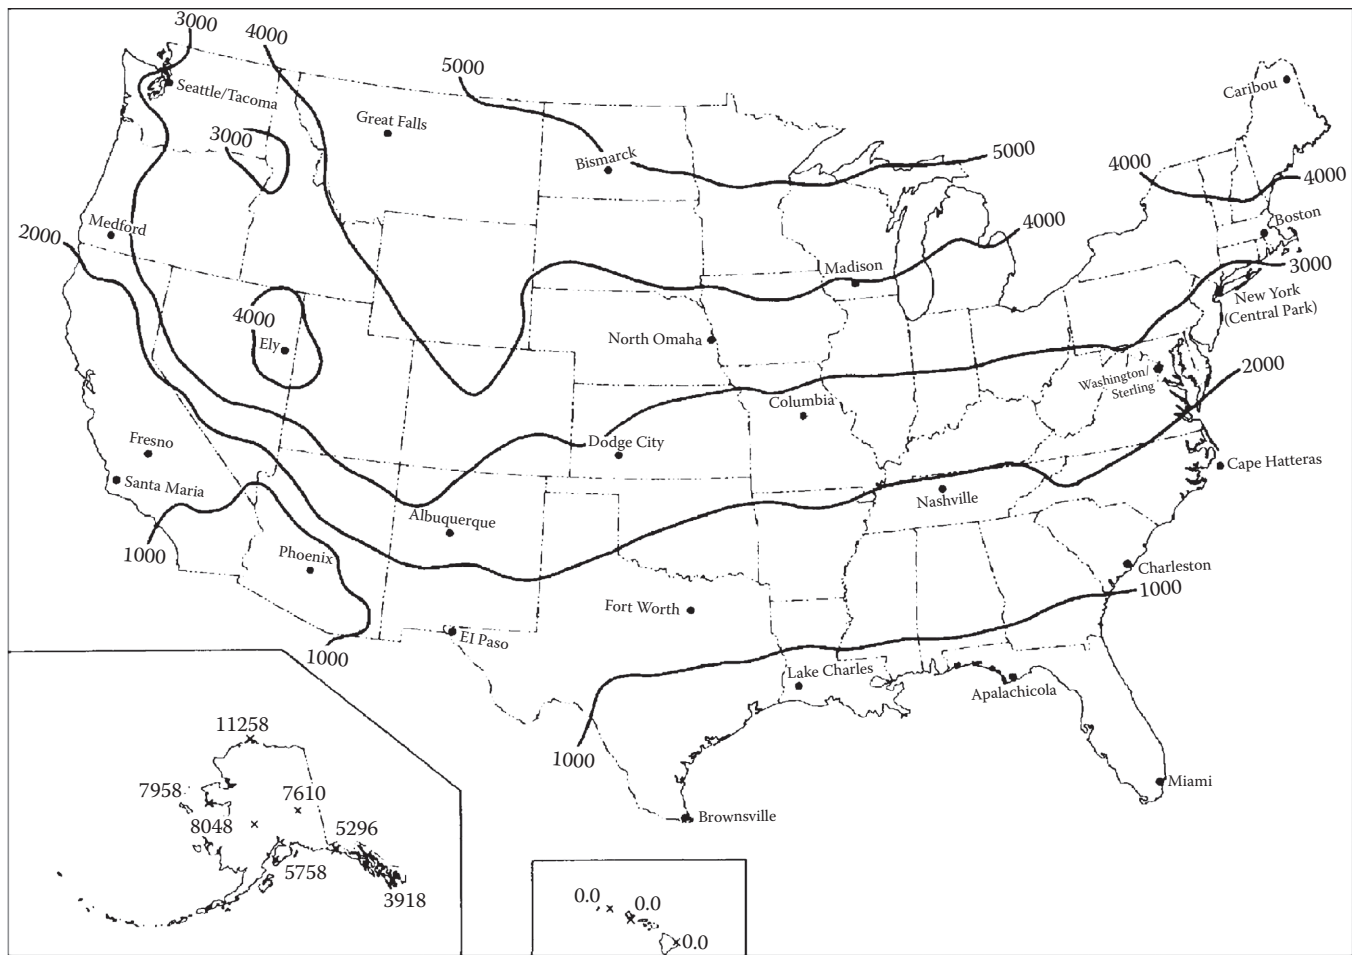 3000
4000
5000
Seattle/Tacoma
Great Falls
3000
Bismarck
5000
Caribou
4000
4000
Medford
2000
Boston
4000
Madison
3000
New York
(Central Park)
4000
Ely
North Omaha
Washington/
Sterling
2000
Columbia
Fresno
Dodge City
Cape Hatteras
Santa Maria
Nashville
Albuquerque
1000
Phoenix
Charleston
1000
Fort Worth
El Paso
1000
Lake Charles
Apalachicola
1000
Miami
Brownsville
11258
7958
7610
8048
5296
5758
3918
0.0
0.0
0.0